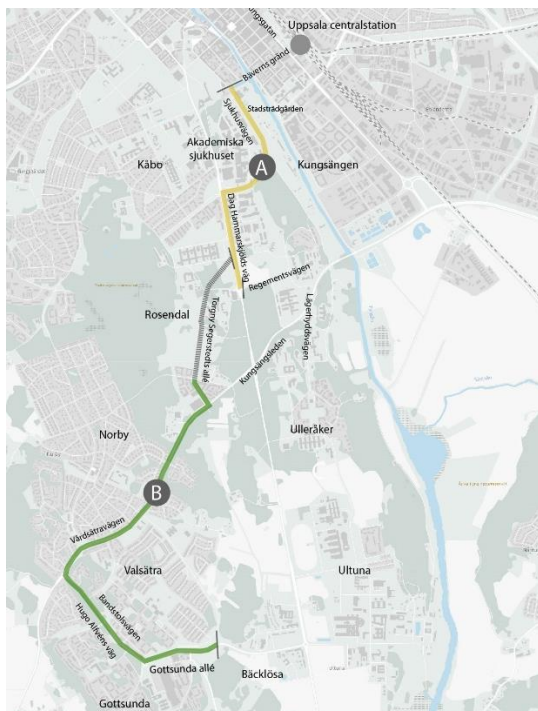 Kungsgatan
Uppsala centralstation
Bäverns gränd
Stadsträdgården
Sjukhusvägen
Akademiska
sjukhuset
A
Kåbo
Kungsängen
Dag Hammarskjölds väg
Regementsvägen
Rosendal
Torgny Segerstedts allé
Lägerhyddsvägen
Kungsängsleden
Norby
Ulleråker
B
Vårdsätravägen
Valsätra
Ultuna
Bandstolsvägen
Hugo Alfvéns väg
Gottsunda allé
Bäcklösa
Gottsunda